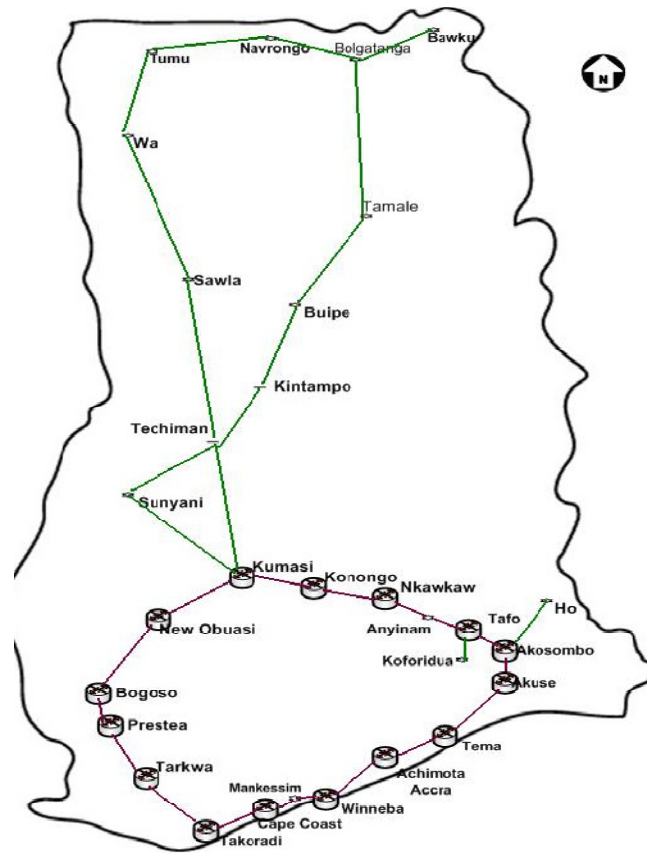 Bawku
Navrongo
Bolgatanga
Tumu
N
Wa
Tamale
Sawla
Buipe
Kintampo
Techiman
Sunyani
Kumasi
Konongo
Nkawkaw
Ho
Tafo
Anyinam
New Obuasi
Akosombo
Koforidua
Akuse
Bogoso
Prestea
Tema
Tarkwa
Achimota
Accra
Mankessim
Winneba
Cape Coast
Takoradi